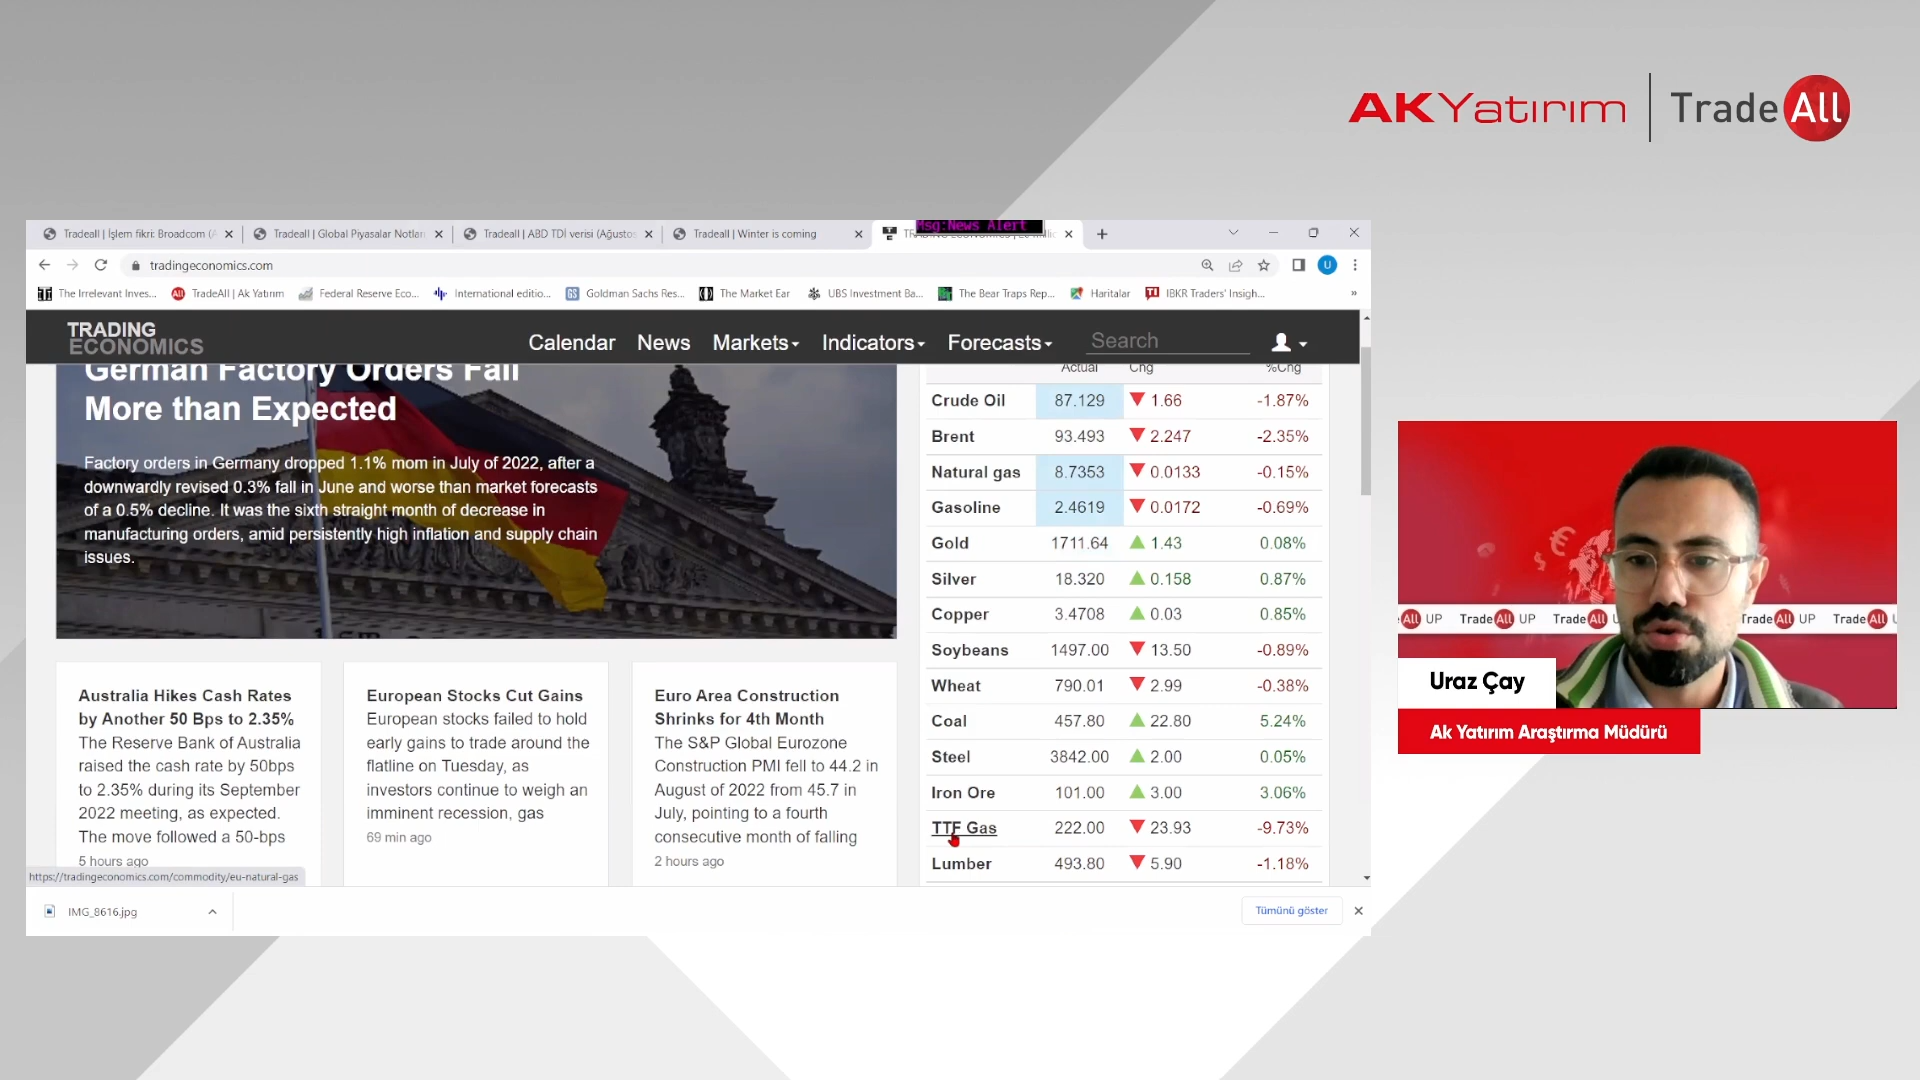 AKYatırım | TradeAll
Msg:News Alert
Tradeall | İşlem fikri: Broadcom (A
Tradeall | Global Piyasalar Notları
Tradeall | ABD TDİ verisi (Ağustos
Tradeall | Winter is coming
tradingeconomics.com
The Irrelevant Inves...
TradeAll | Ak Yatırım
Federal Reserve Eco...
International editio...
Goldman Sachs Res...
The Market Ear
UBS Investment Ba...
The Bear Traps Rep...
Haritalar
IBKR Traders' Insigh...
TRADING
ECONOMICS
Calendar
News
Markets
Indicators
Forecasts
Search
German Factory Orders Fall
More than Expected
Factory orders in Germany dropped 1.1% mom in July of 2022, after a
downwardly revised 0.3% fall in June and worse than market forecasts
of a 0.5% decline. It was the sixth straight month of decrease in
manufacturing orders, amid persistently high inflation and supply chain
issues.
Actual Chg %Chg
Crude Oil 87.129 1.66 -1.87%
Brent 93.493 2.247 -2.35%
Natural gas 8.7353 0.0133 -0.15%
Gasoline 2.4619 0.0172 -0.69%
Gold 1711.64 1.43 0.08%
Silver 18.320 0.158 0.87%
Copper 3.4708 0.03 0.85%
Soybeans 1497.00 13.50 -0.89%
Wheat 790.01 2.99 -0.38%
Coal 457.80 22.80 5.24%
Steel 3842.00 2.00 0.05%
Iron Ore 101.00 3.00 3.06%
TTF Gas 222.00 23.93 -9.73%
Lumber 493.80 5.90 -1.18%
Australia Hikes Cash Rates
by Another 50 Bps to 2.35%
The Reserve Bank of Australia
raised the cash rate by 50bps
to 2.35% during its September
2022 meeting, as expected.
The move followed a 50-bps
5 hours ago
European Stocks Cut Gains
European stocks failed to hold
early gains to trade around the
flatline on Tuesday, as
investors continue to weigh an
imminent recession, gas
69 min ago
Euro Area Construction
Shrinks for 4th Month
The S&P Global Eurozone
Construction PMI fell to 44.2 in
August of 2022 from 45.7 in
July, pointing to a fourth
consecutive month of falling
2 hours ago
https://tradingeconomics.com/commodity/eu-natural-gas
IMG_8616.jpg
Tümünü göster
All UP TradeAll UP TradeAll U TradeAll UP TradeAll
Uraz Çay
Ak Yatırım Araştırma Müdürü